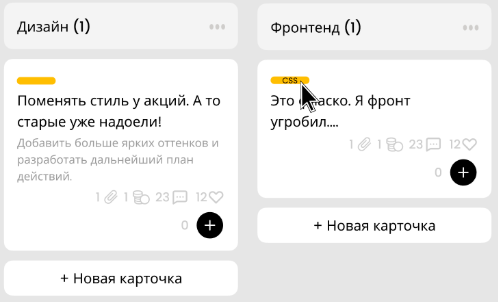 Дизайн (1)
Поменять стиль у акций. А то
старые уже надоели!
Добавить больше ярких оттенков и
разработать дальнейший план
действий.
1 1 23 12
0
+ Новая карточка
Фронтенд (1)
css
Это Я фронт
угробил....
1 1 23 12
0
+ Новая карточка